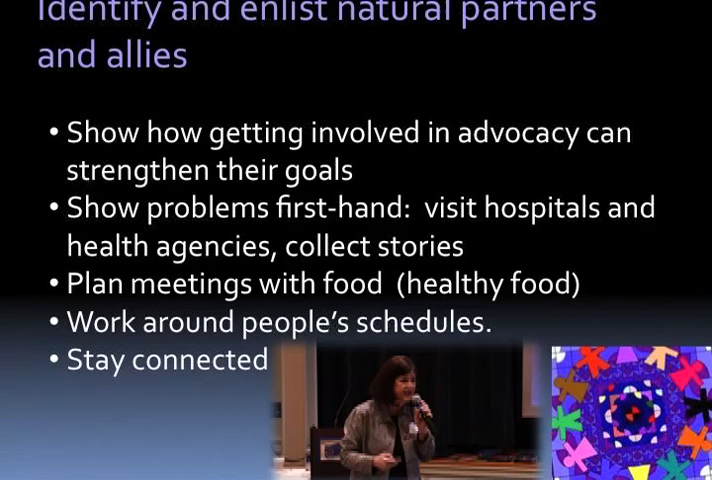 Identify and enlist natural partners
and allies
• Show how getting involved in advocacy can
strengthen their goals
• Show problems first-hand:  visit hospitals and
health agencies, collect stories
• Plan meetings with food  (healthy food)
• Work around people’s schedules.
• Stay connected